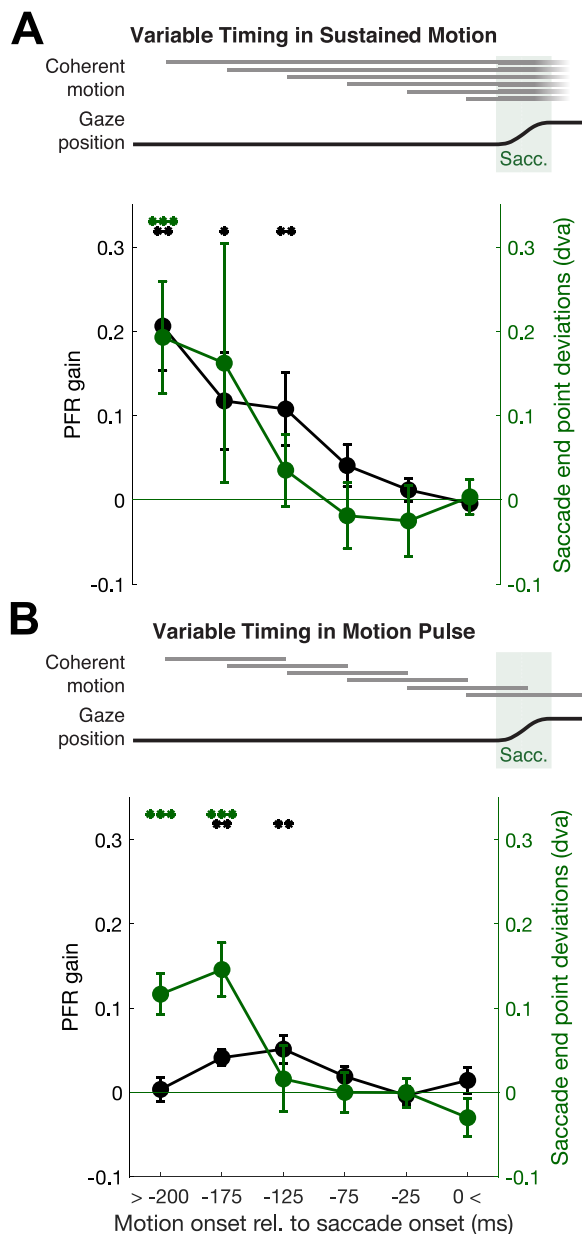 A
Variable Timing in Sustained Motion
Coherent
motion
Gaze
position
Sacc.
*** 
** * **
0.3 0.3
0.2 0.2
0.1 0.1
0 0
-0.1 -0.1
PFR gain
Saccade end point deviations (dva)
B
Variable Timing in Motion Pulse
Coherent
motion
Gaze
position
Sacc.
*** ***
** **
0.3 0.3
0.2 0.2
0.1 0.1
0 0
-0.1 -0.1
PFR gain
Saccade end point deviations (dva)
> -200 -175 -125 -75 -25 0 <
Motion onset rel. to saccade onset (ms)